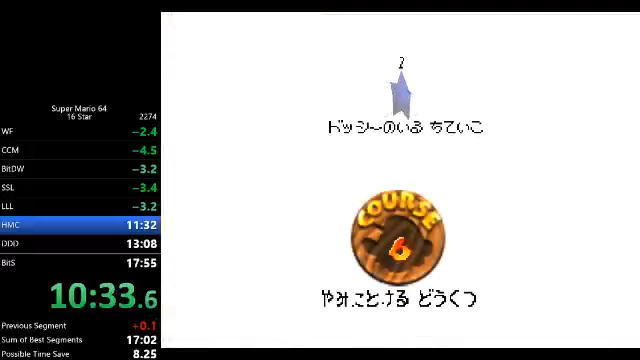 Super Mario 64
16 Star 2274
WF -2.4
CCM -4.5
BitDW -3.2
SSL -3.4
LLL -3.2
HMC 11:32
DDD 13:08
BitS 17:55
10:33.6
Previous Segment +0.1
Sum of Best Segments 17:02
Possible Time Save 8.25
1
ドッシーのいる ちていこ
COURSE
6
やみにとける どうくつ